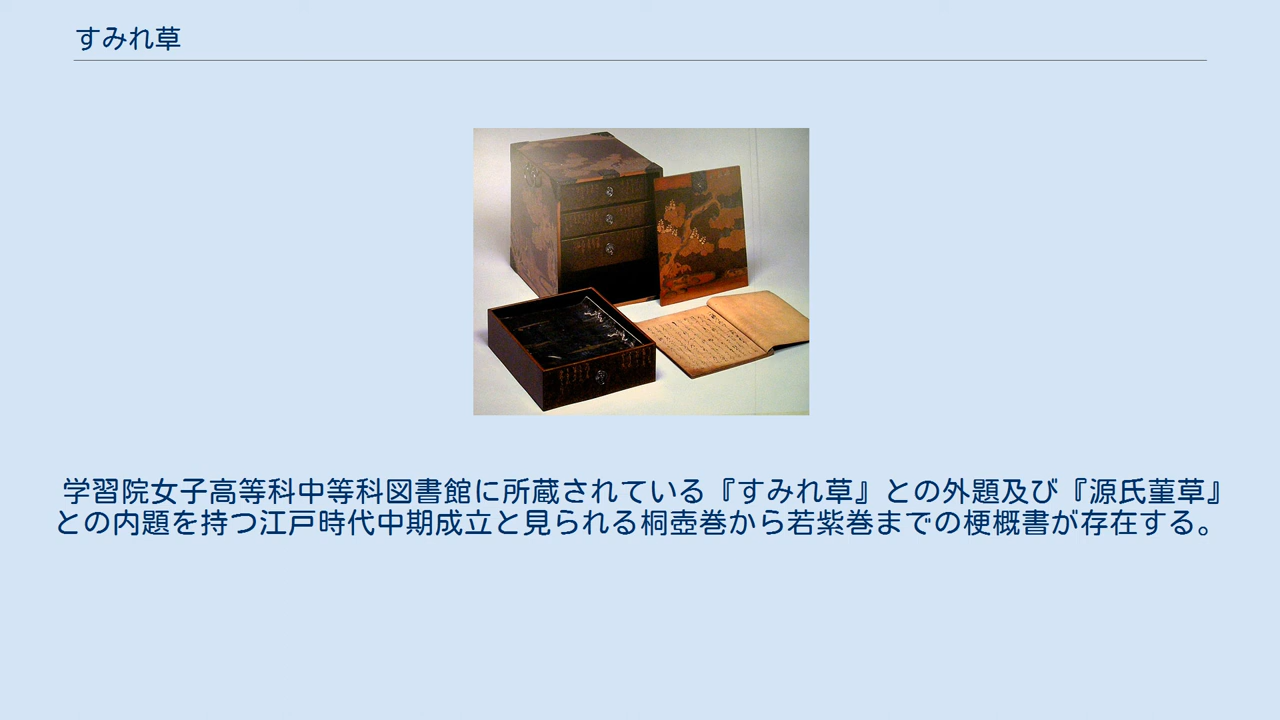 すみれ草
学習院女子高等科中等科図書館に所蔵されている『すみれ草』との外題及び『源氏菫草』
との内題を持つ江戸時代中期成立と見られる桐壺巻から若紫巻までの梗概書が存在する。